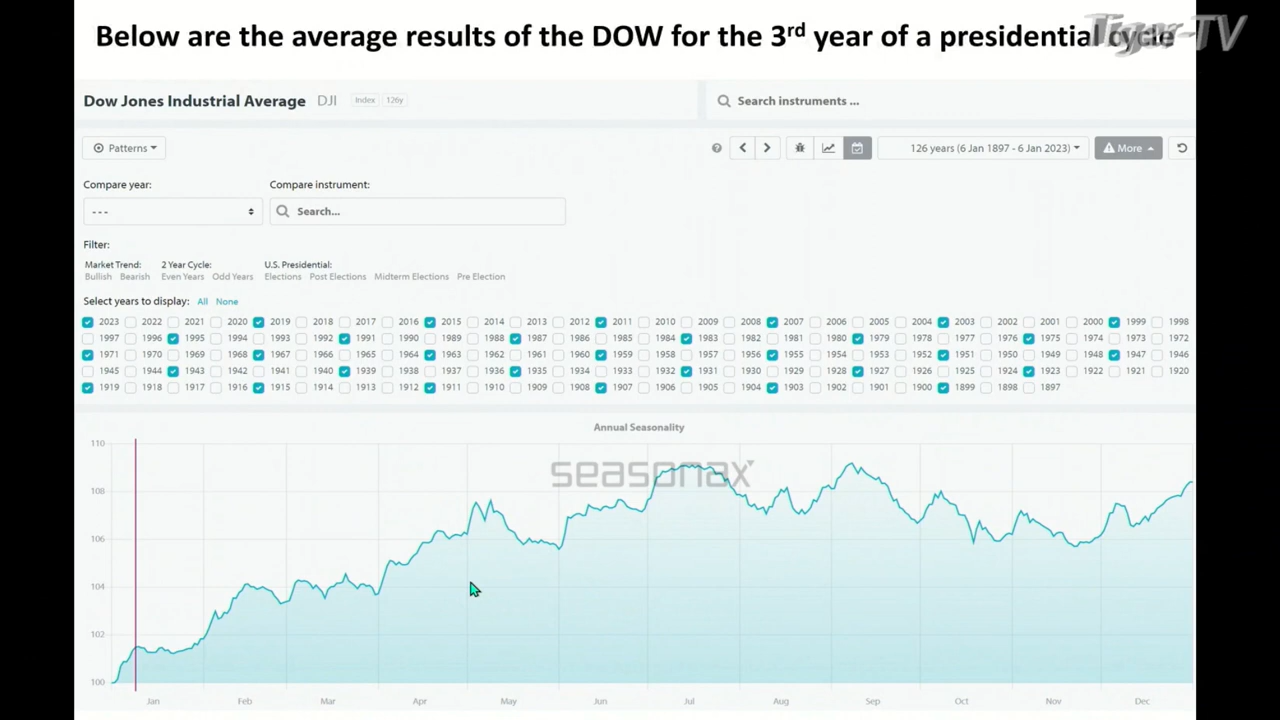 Below are the average results of the DOW for the 3rd year of a presidential cycle
Tiger-TV
Dow Jones Industrial Average DJI Index 126y
Search instruments ...
Patterns
126 years (6 Jan 1897 - 6 Jan 2023)
More
Compare year: Compare instrument:
---
Search...
Filter:
Market Trend: 2 Year Cycle: U.S. Presidential:
Bullish Bearish Even Years Odd Years Elections Post Elections Midterm Elections Pre Election
Select years to display: All None
2023 2022 2021 2020 2019 2018 2017 2016 2015 2014 2013 2012 2011 2010 2009 2008 2007 2006 2005 2004 2003 2002 2001 2000 1999 1998
1997 1996 1995 1994 1993 1992 1991 1990 1989 1988 1987 1986 1985 1984 1983 1982 1981 1980 1979 1978 1977 1976 1975 1974 1973 1972
1971 1970 1969 1968 1967 1966 1965 1964 1963 1962 1961 1960 1959 1958 1957 1956 1955 1954 1953 1952 1951 1950 1949 1948 1947 1946
1945 1944 1943 1942 1941 1940 1939 1938 1937 1936 1935 1934 1933 1932 1931 1930 1929 1928 1927 1926 1925 1924 1923 1922 1921 1920
1919 1918 1917 1916 1915 1914 1913 1912 1911 1910 1909 1908 1907 1906 1905 1904 1903 1902 1901 1900 1899 1898 1897
Annual Seasonality
seasonax
110
108
106
104
102
100
Jan Feb Mar Apr May Jun Jul Aug Sep Oct Nov Dec